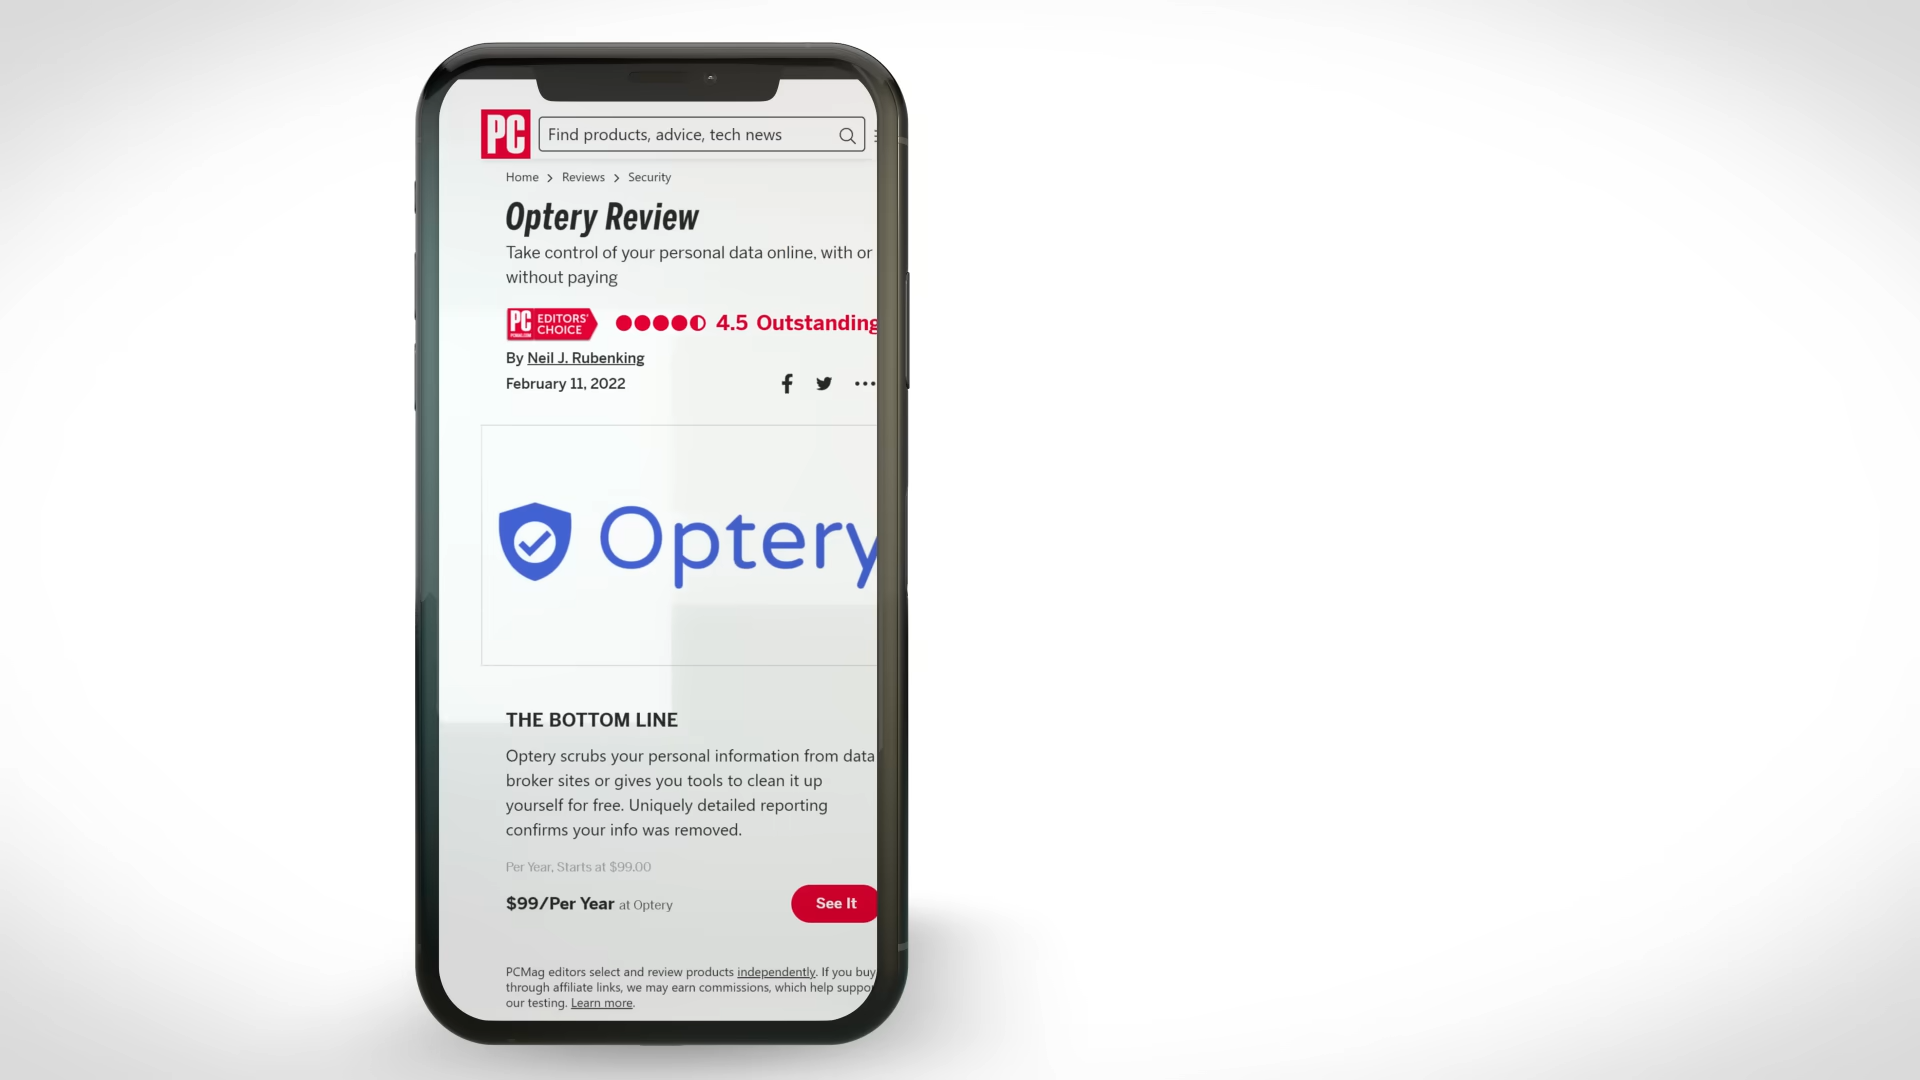 PC
Find products, advice, tech news
Home > Reviews > Security
Optery Review
Take control of your personal data online, with or
without paying
PC EDITORS' CHOICE
4.5 Outstanding
By Neil J. Rubenking
February 11, 2022
Optery
THE BOTTOM LINE
Optery scrubs your personal information from data
broker sites or gives you tools to clean it up
yourself for free. Uniquely detailed reporting
confirms your info was removed.
Per Year, Starts at $99.00
$99/Per Year at Optery
See It
PCMag editors select and review products independently. If you buy
through affiliate links, we may earn commissions, which help suppo
our testing. Learn more.